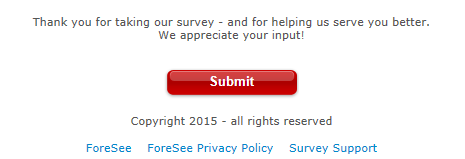 Thank you for taking our survey - and for helping us serve you better.
We appreciate your input!
Submit
Copyright 2015 - all rights reserved
ForeSee ForeSee Privacy Policy Survey Support